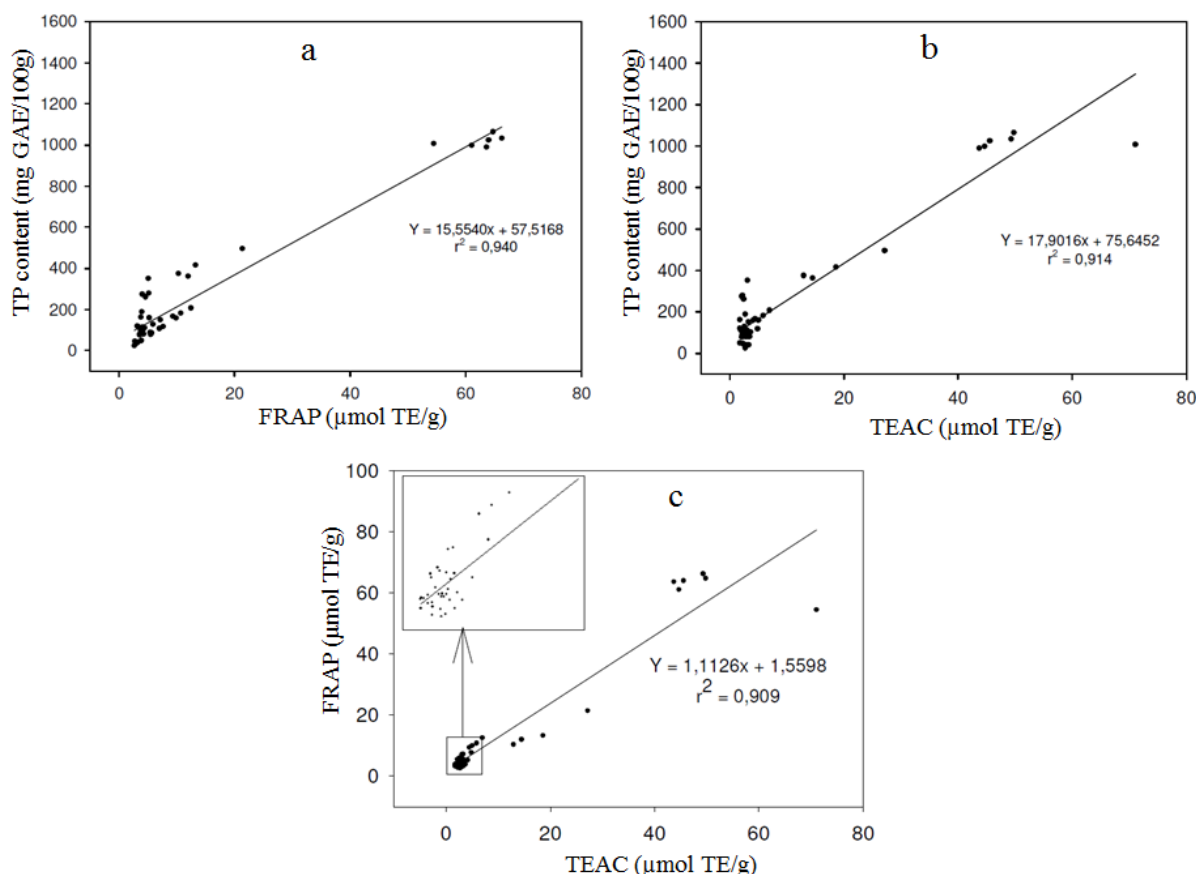 a
TP content (mg GAE/100g)
1600
1400
1200
1000
800
600
400
200
0
Y = 15,5540x + 57,5168
r² = 0,940
0 20 40 60 80
FRAP (µmol TE/g)
b
TP content (mg GAE/100g)
1600
1400
1200
1000
800
600
400
200
0
Y = 17,9016x + 75,6452
r² = 0,914
0 20 40 60 80
TEAC (µmol TE/g)
c
FRAP (µmol TE/g)
100
80
60
40
20
0
Y = 1,1126x + 1,5598
r² = 0,909
0 20 40 60 80
TEAC (µmol TE/g)